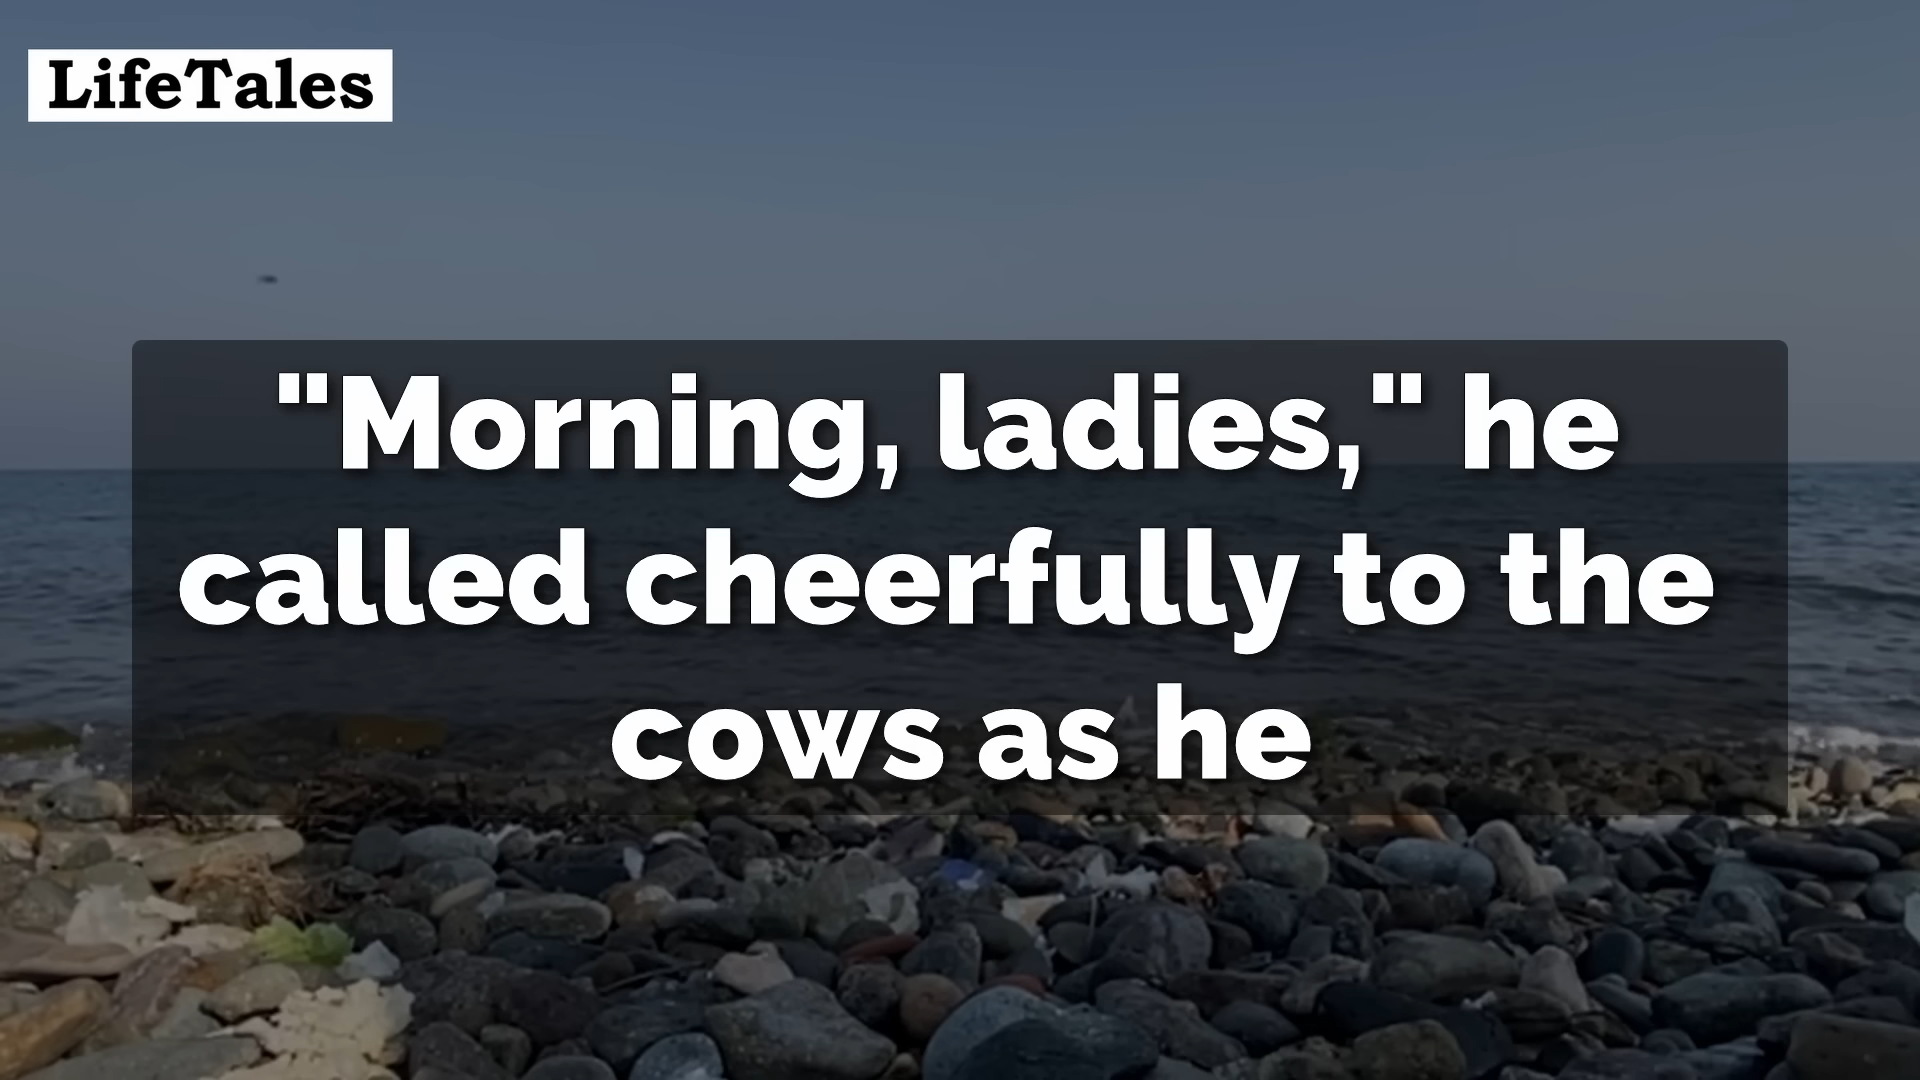 LifeTales
"Morning, ladies," he
called cheerfully to the
cows as he